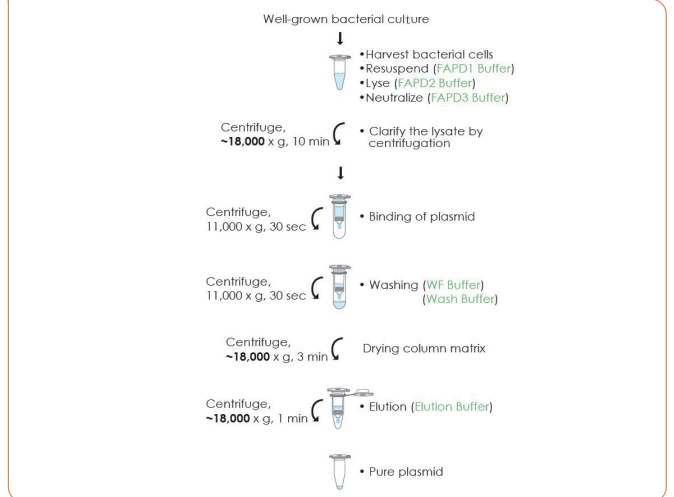 Well-grown bacterial culture
•Harvest bacterial cells
•Resuspend (FAPD1 Buffer)
•Lyse (FAPD2 Buffer)
•Neutralize (FAPD3 Buffer)
Centrifuge,
~18,000 x g, 10 min
• Clarify the lysate by
centrifugation
Centrifuge,
11,000 x g, 30 sec
• Binding of plasmid
Centrifuge,
11,000 x g, 30 sec
• Washing (WF Buffer)
(Wash Buffer)
Centrifuge,
~18,000 x g, 3 min
Drying column matrix
Centrifuge,
~18,000 x g, 1 min
• Elution (Elution Buffer)
• Pure plasmid